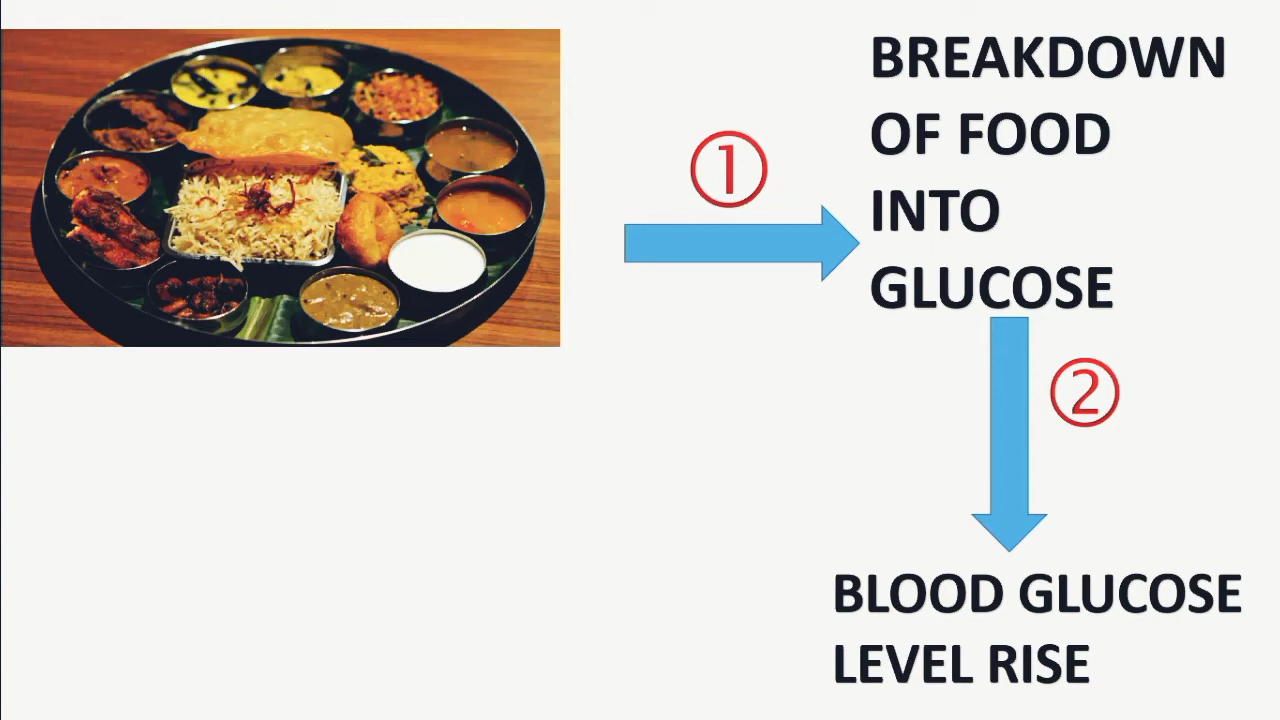 ①
BREAKDOWN
OF FOOD
INTO
GLUCOSE
②
BLOOD GLUCOSE
LEVEL RISE